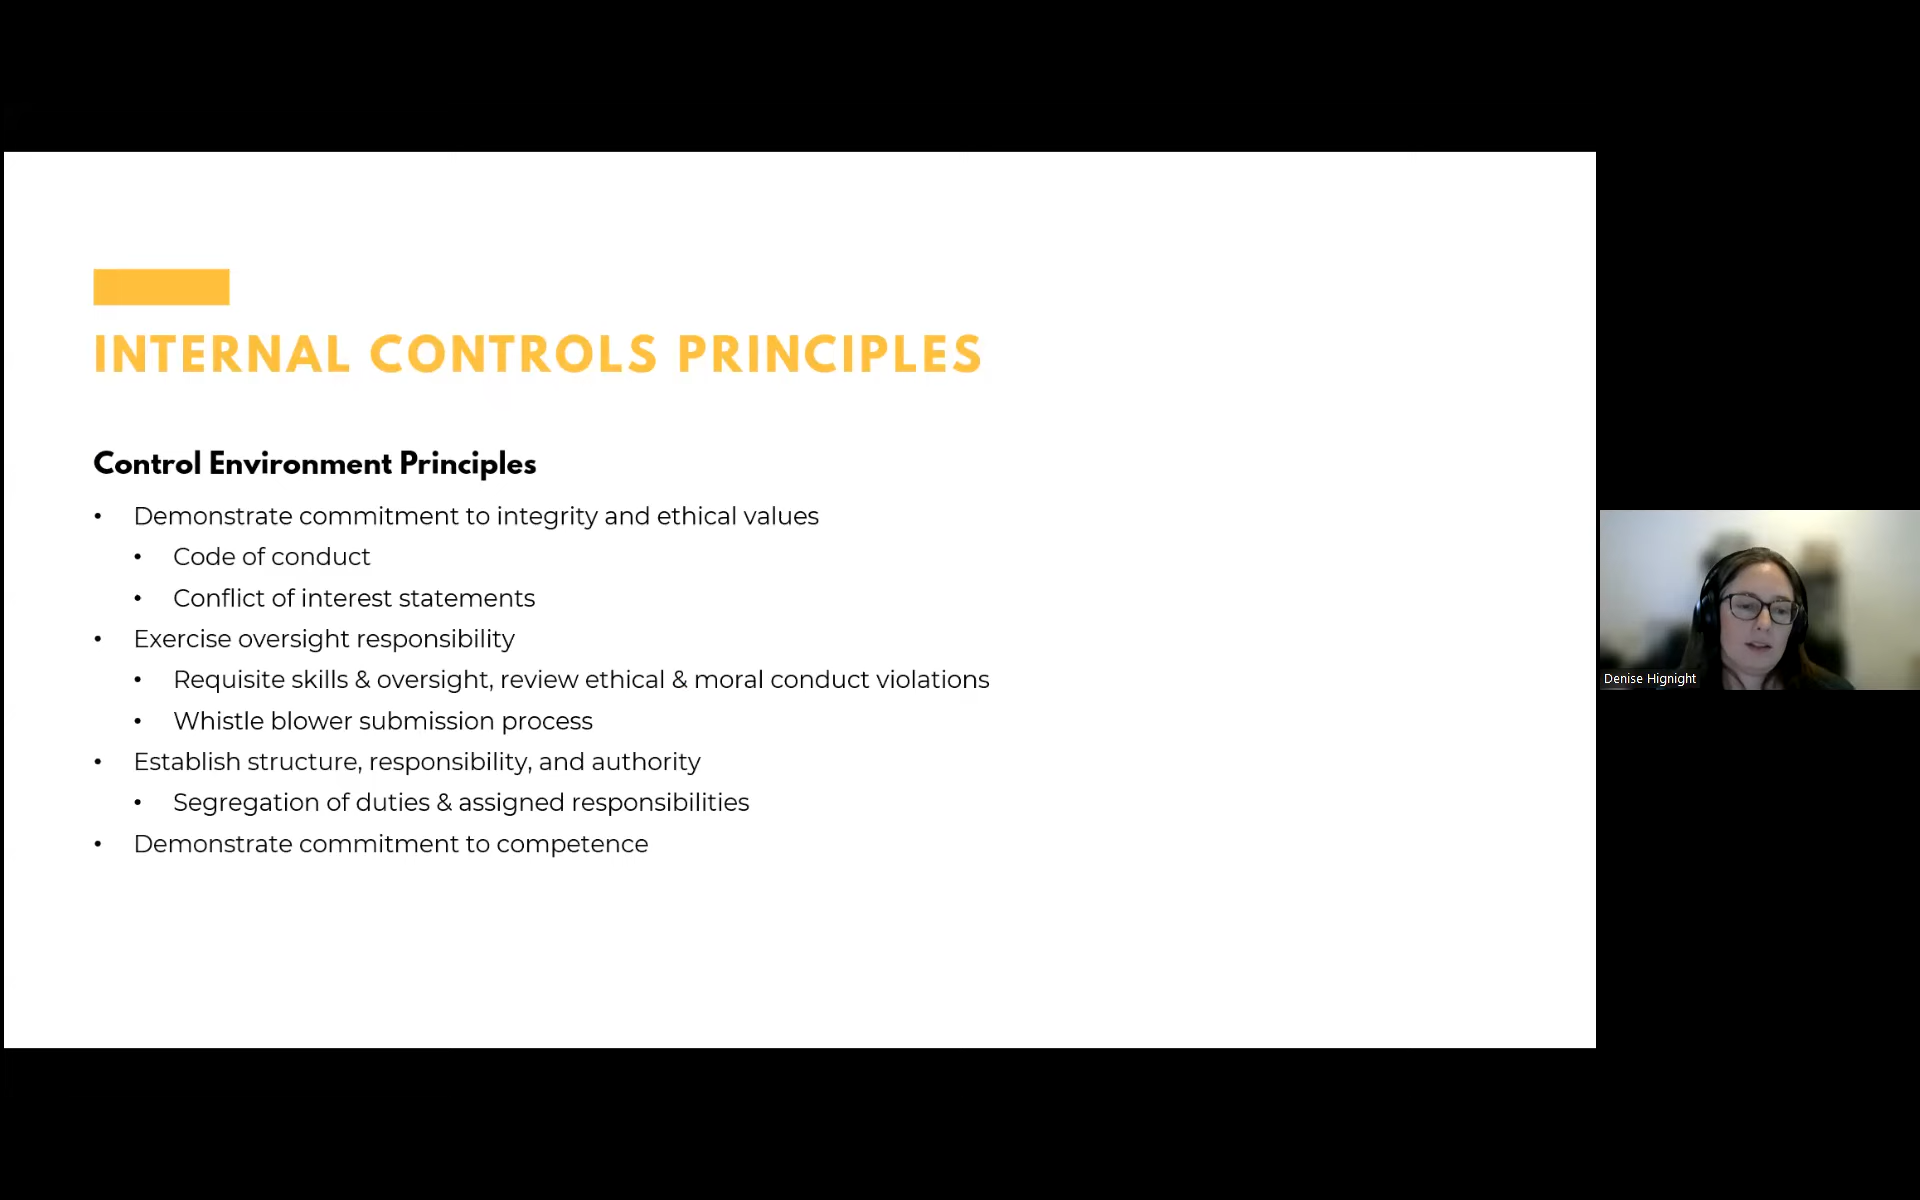 INTERNAL CONTROLS PRINCIPLES
Control Environment Principles
• Demonstrate commitment to integrity and ethical values
• Code of conduct
• Conflict of interest statements
• Exercise oversight responsibility
• Requisite skills & oversight, review ethical & moral conduct violations
• Whistle blower submission process
• Establish structure, responsibility, and authority
• Segregation of duties & assigned responsibilities
• Demonstrate commitment to competence
Denise Hignight